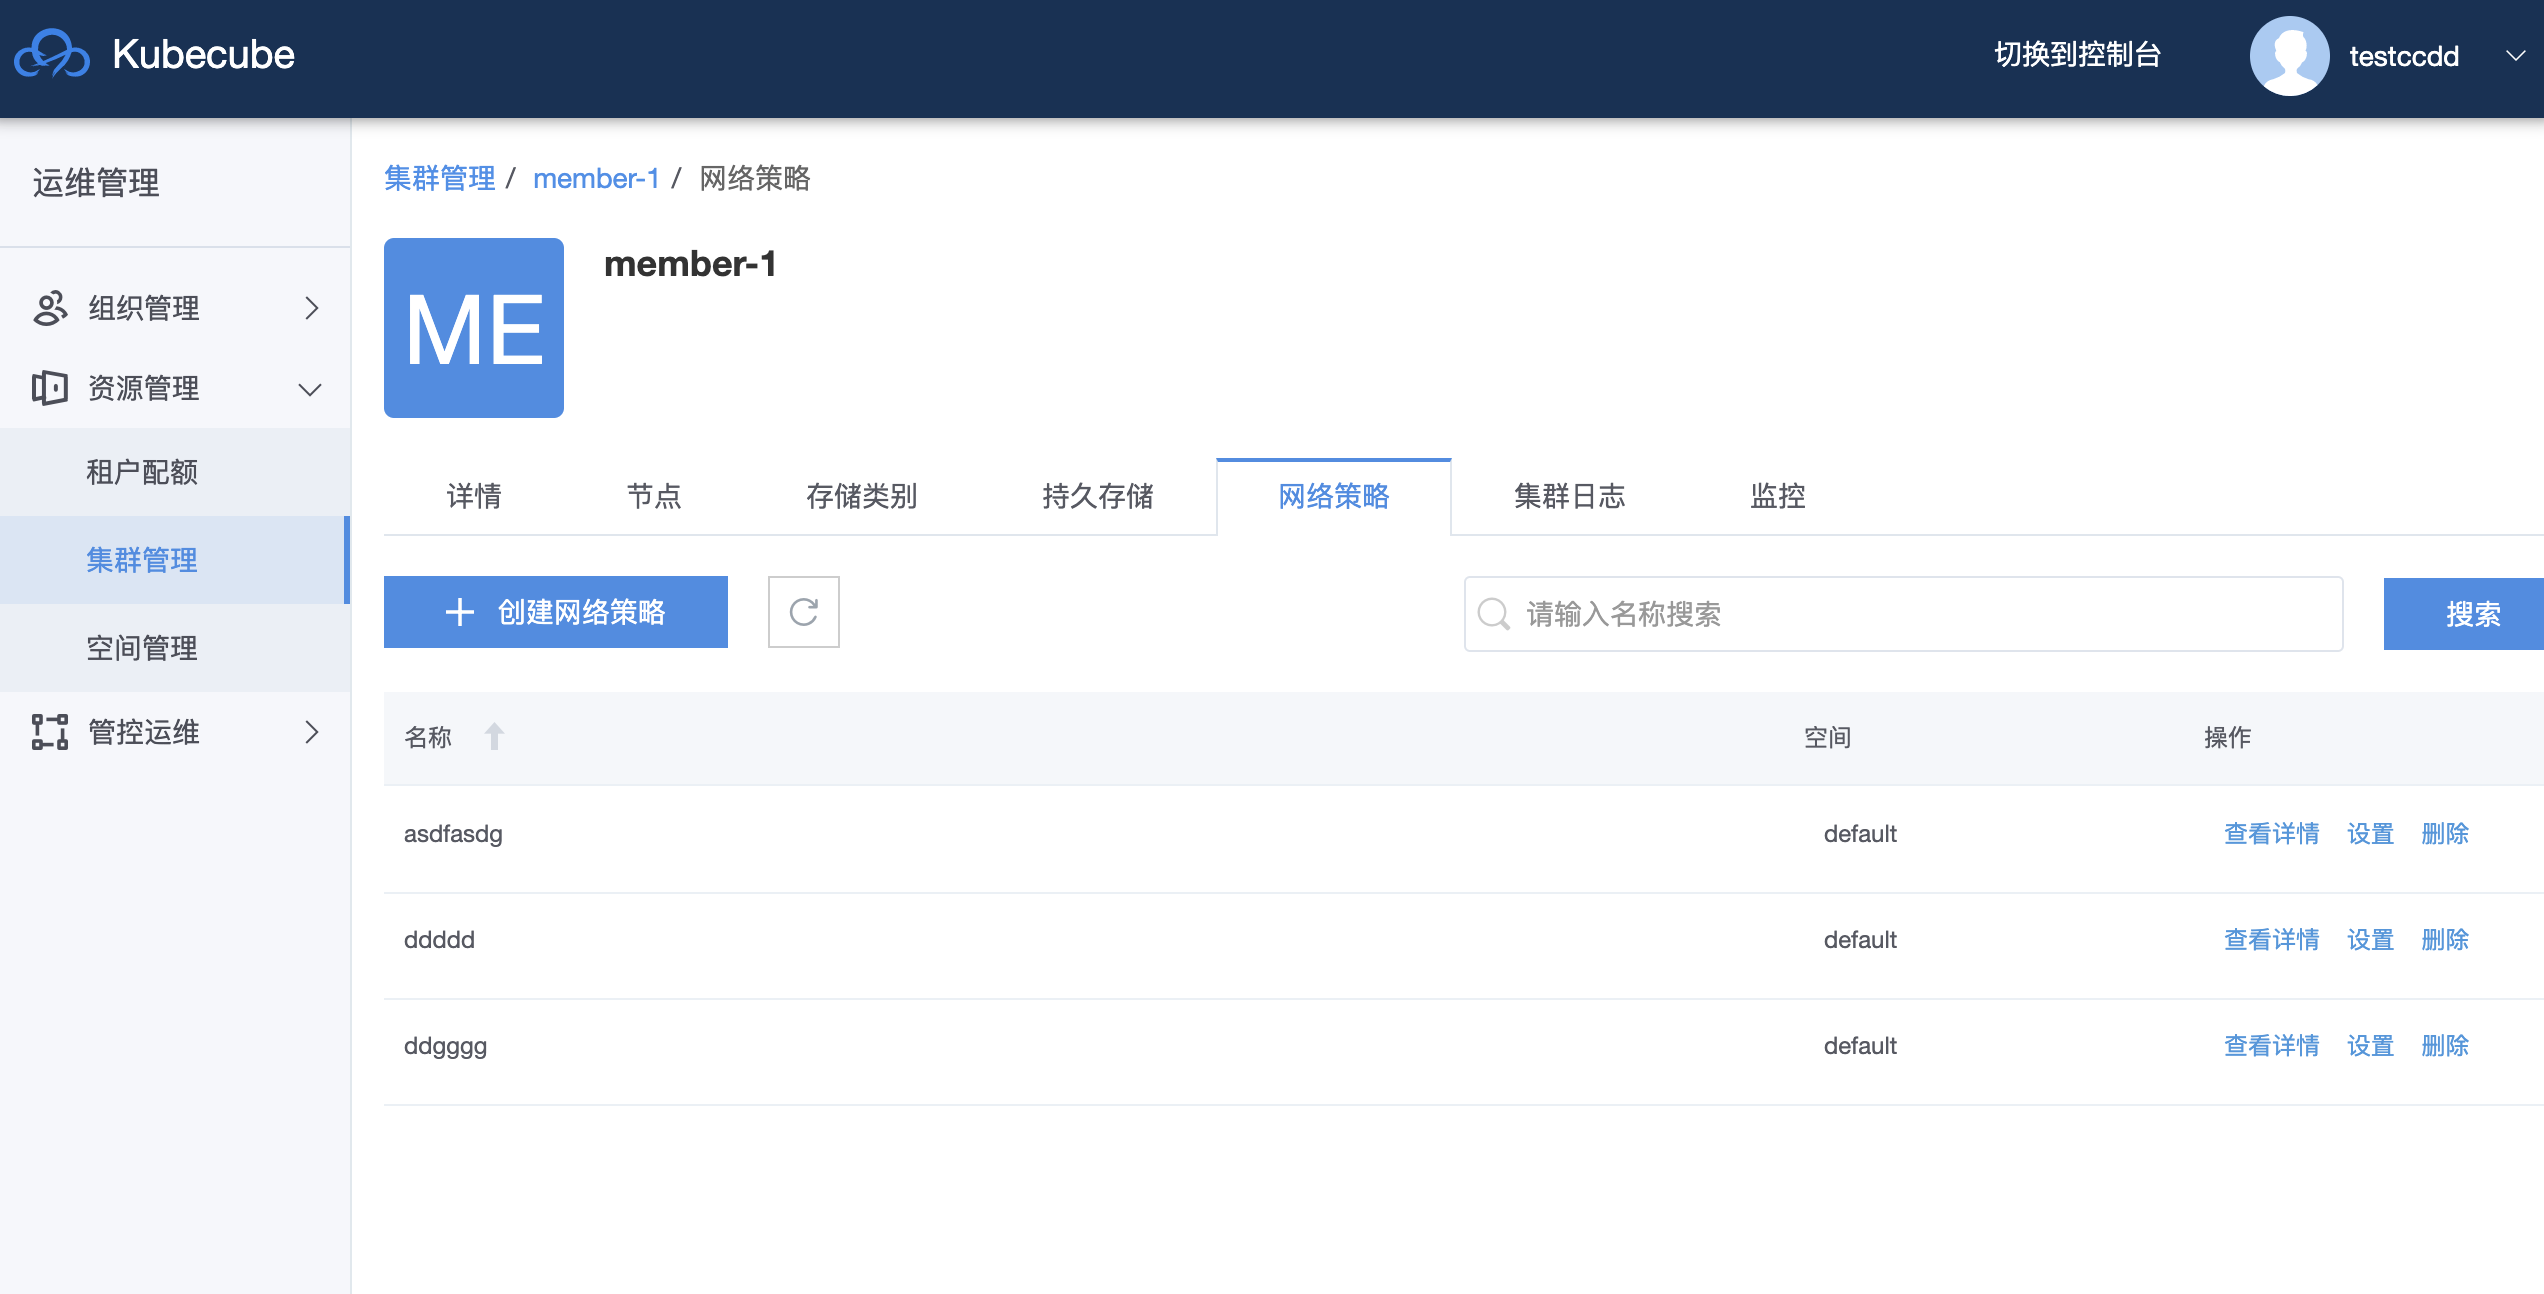 Kubecube
切换到控制台
testccdd
运维管理
组织管理
资源管理
租户配额
集群管理
空间管理
管控运维
集群管理 / member-1 / 网络策略
ME
member-1
详情 节点 存储类别 持久存储 网络策略 集群日志 监控
创建网络策略
请输入名称搜索
搜索
名称 空间 操作
asdfasdg default 查看详情 设置 删除
ddddd default 查看详情 设置 删除
ddgggg default 查看详情 设置 删除